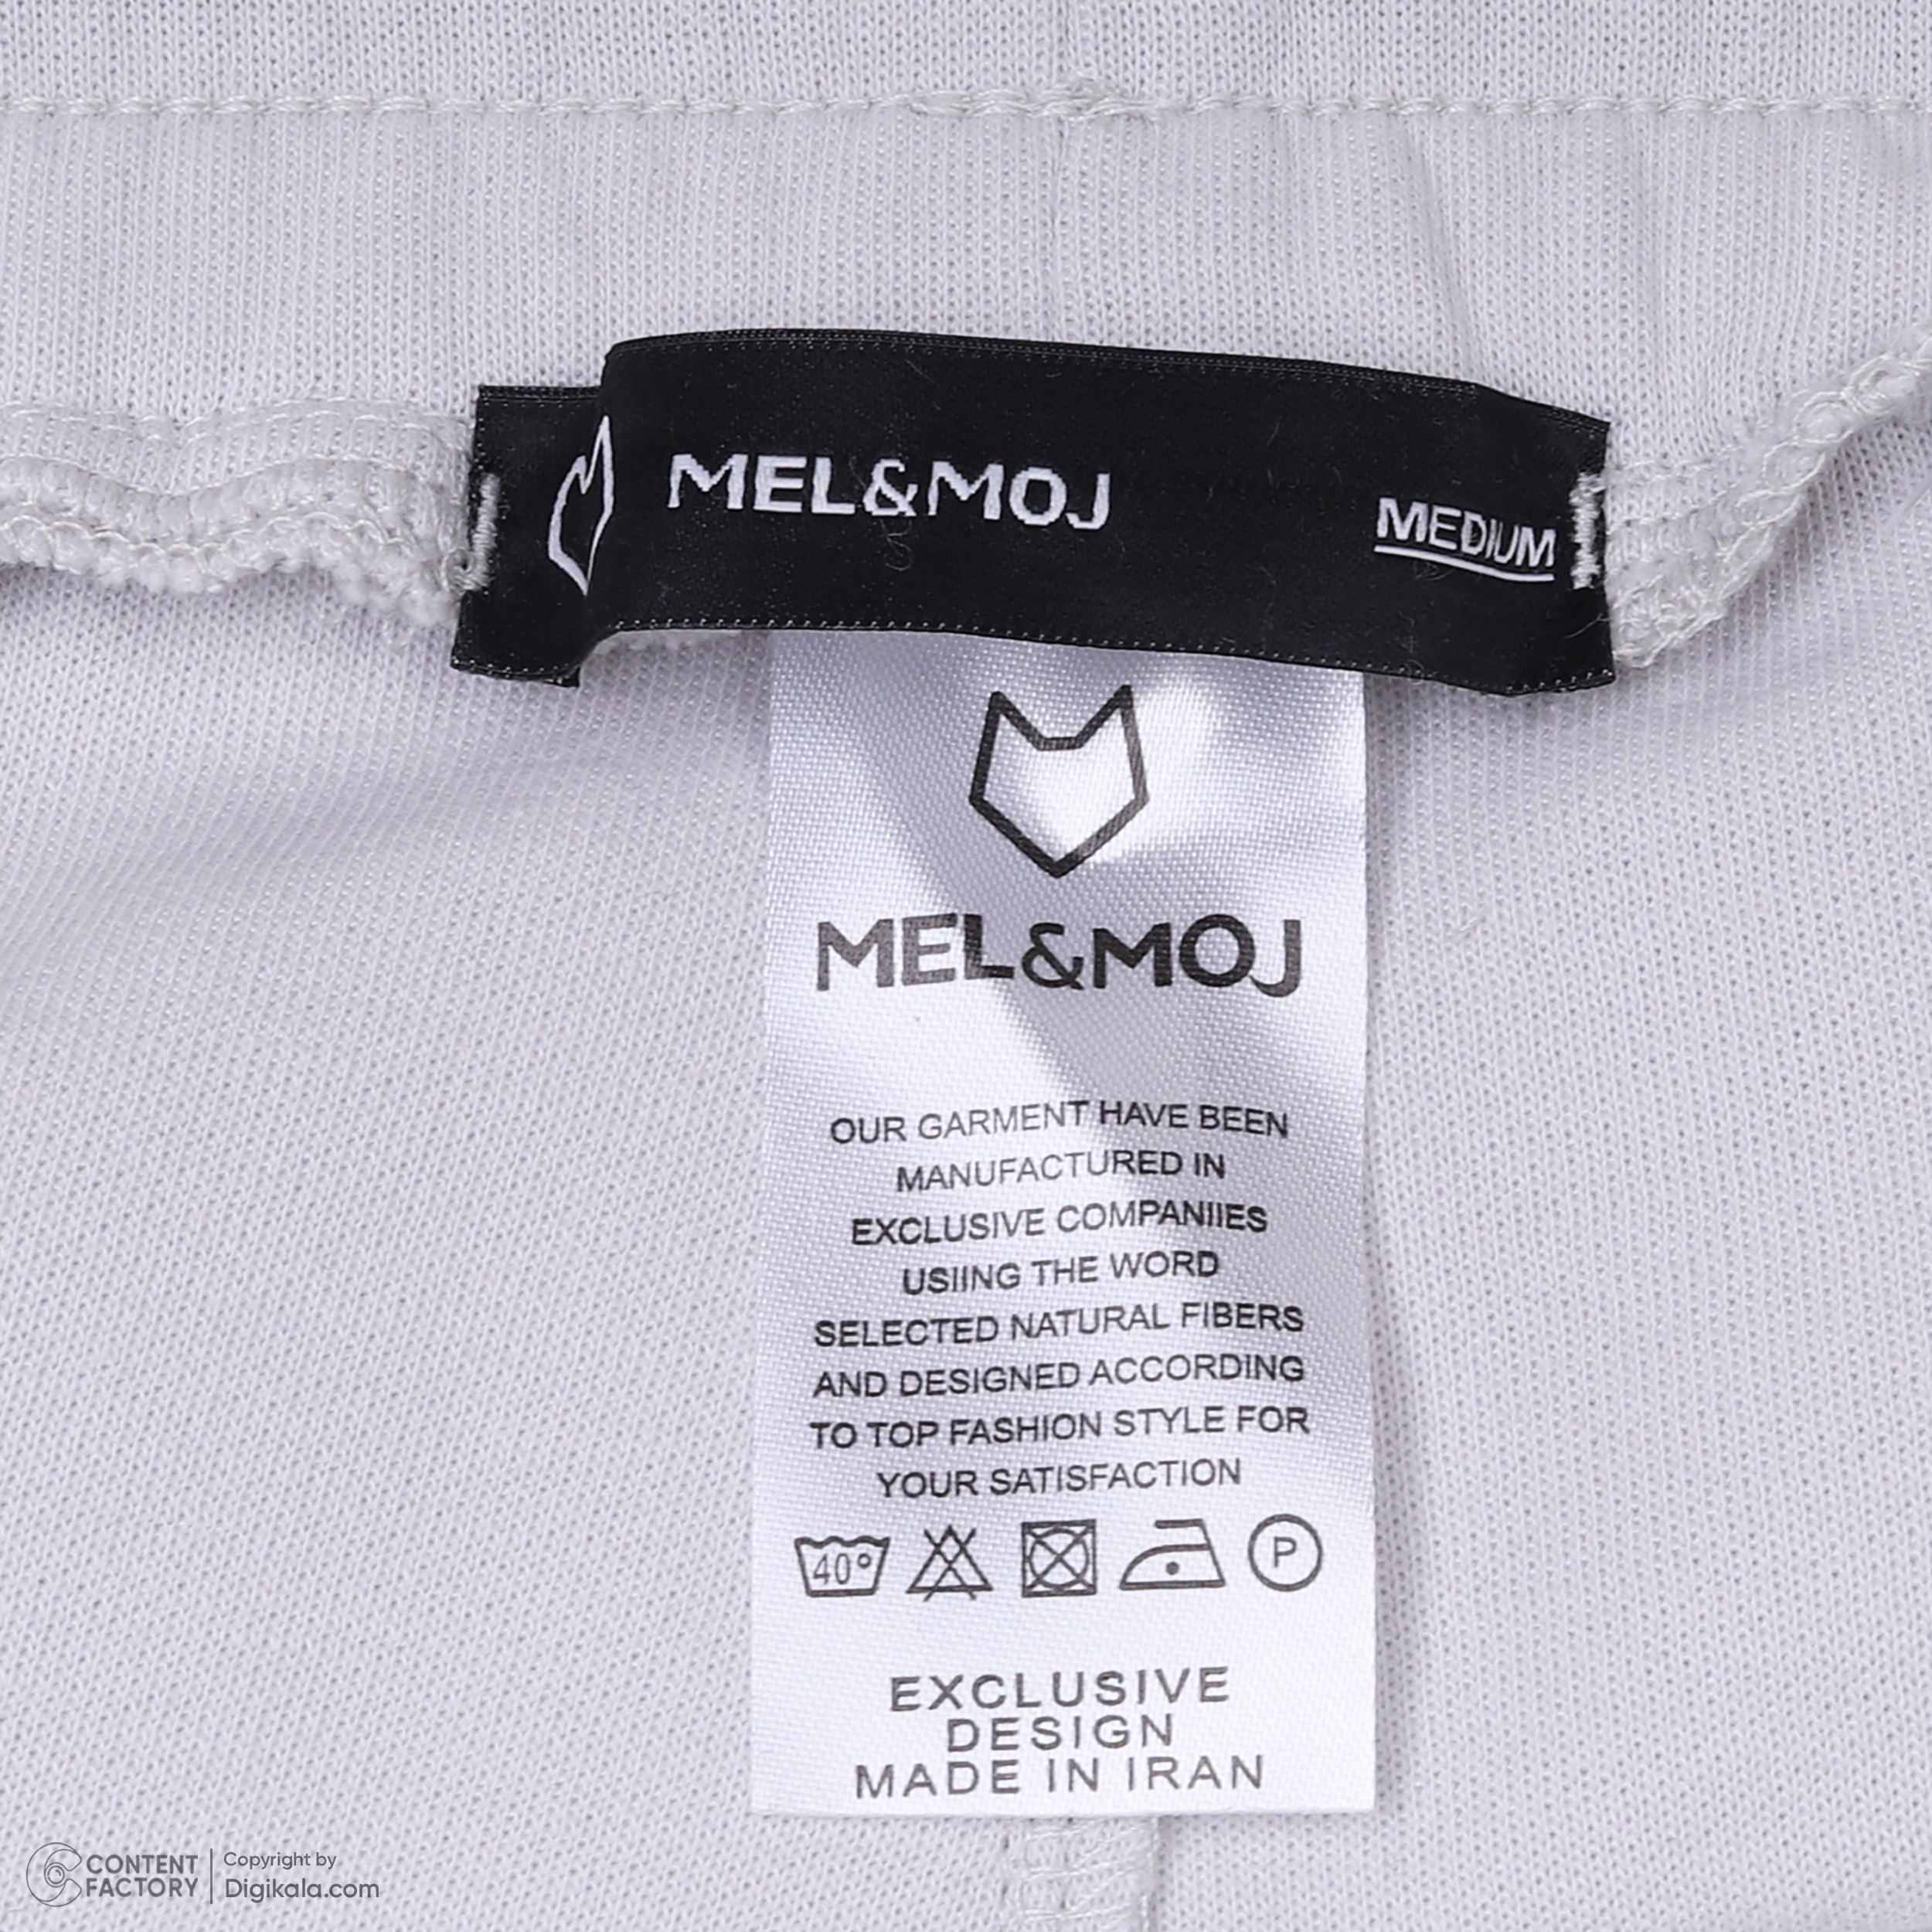 MEL&MOJ
MEDIUM
MEL&MOJ
OUR GARMENT HAVE BEEN
MANUFACTURED IN
EXCLUSIVE COMPANIIES
USIING THE WORD
SELECTED NATURAL FIBERS
AND DESIGNED ACCORDING
TO TOP FASHION STYLE FOR
YOUR SATISFACTION
40° P
EXCLUSIVE
DESIGN
MADE IN IRAN
CONTENT
FACTORY
Copyright by
Digikala.com